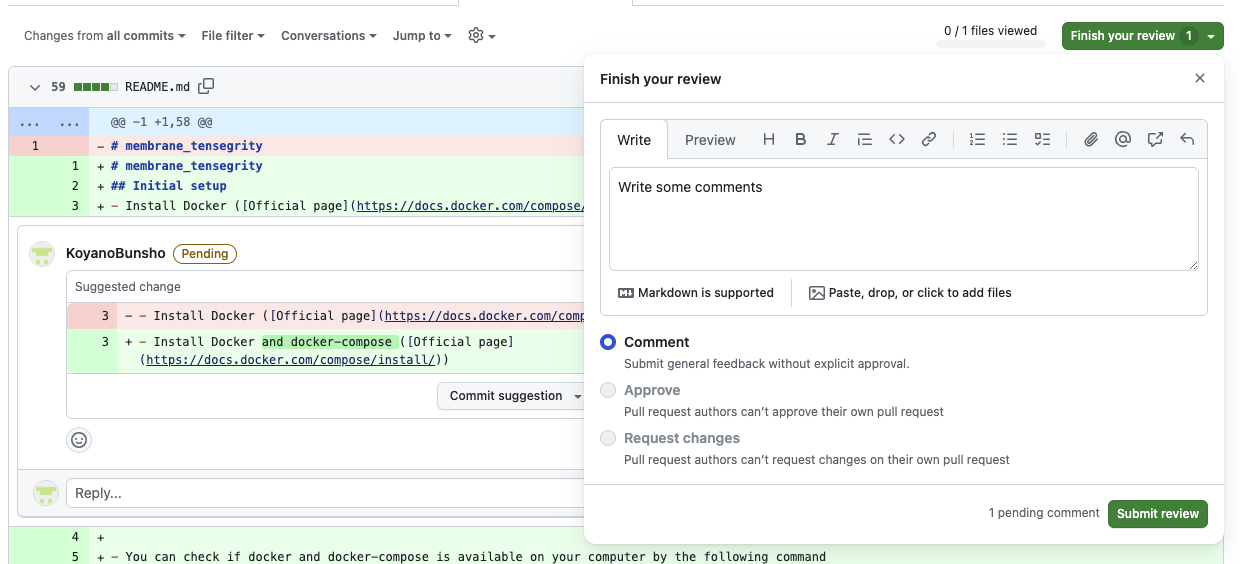 Changes from all commits File filter Conversations Jump to 0 / 1 files viewed Finish your review 1
59 README.md
Finish your review
... ... @@ -1 +1,58 @@
1 - # membrane_tensegrity
1 + # membrane_tensegrity
2 + ## Initial setup
3 + - Install Docker ([Official page](https://docs.docker.com/compose/
Write Preview
Write some comments
Markdown is supported Paste, drop, or click to add files
KoyanoBunsho Pending
Suggested change
3 - - Install Docker ([Official page](https://docs.docker.com/comp
3 + - Install Docker and docker-compose ([Official page]
(https://docs.docker.com/compose/install/))
Commit suggestion
Reply...
Comment
Submit general feedback without explicit approval.
Approve
Pull request authors can't approve their own pull request
Request changes
Pull request authors can't request changes on their own pull request
1 pending comment Submit review
4 +
5 + - You can check if docker and docker-compose is available on your computer by the following command